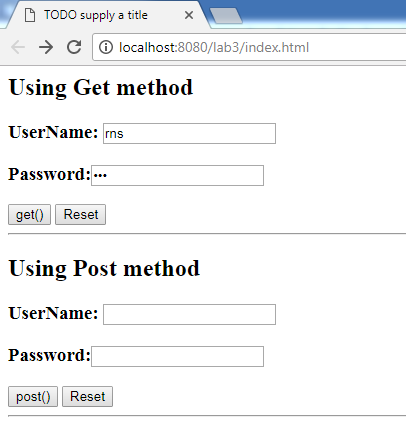 TODO supply a title
localhost:8080/lab3/index.html
Using Get method
UserName: rns
Password:•••
get() Reset
Using Post method
UserName:
Password:
post() Reset